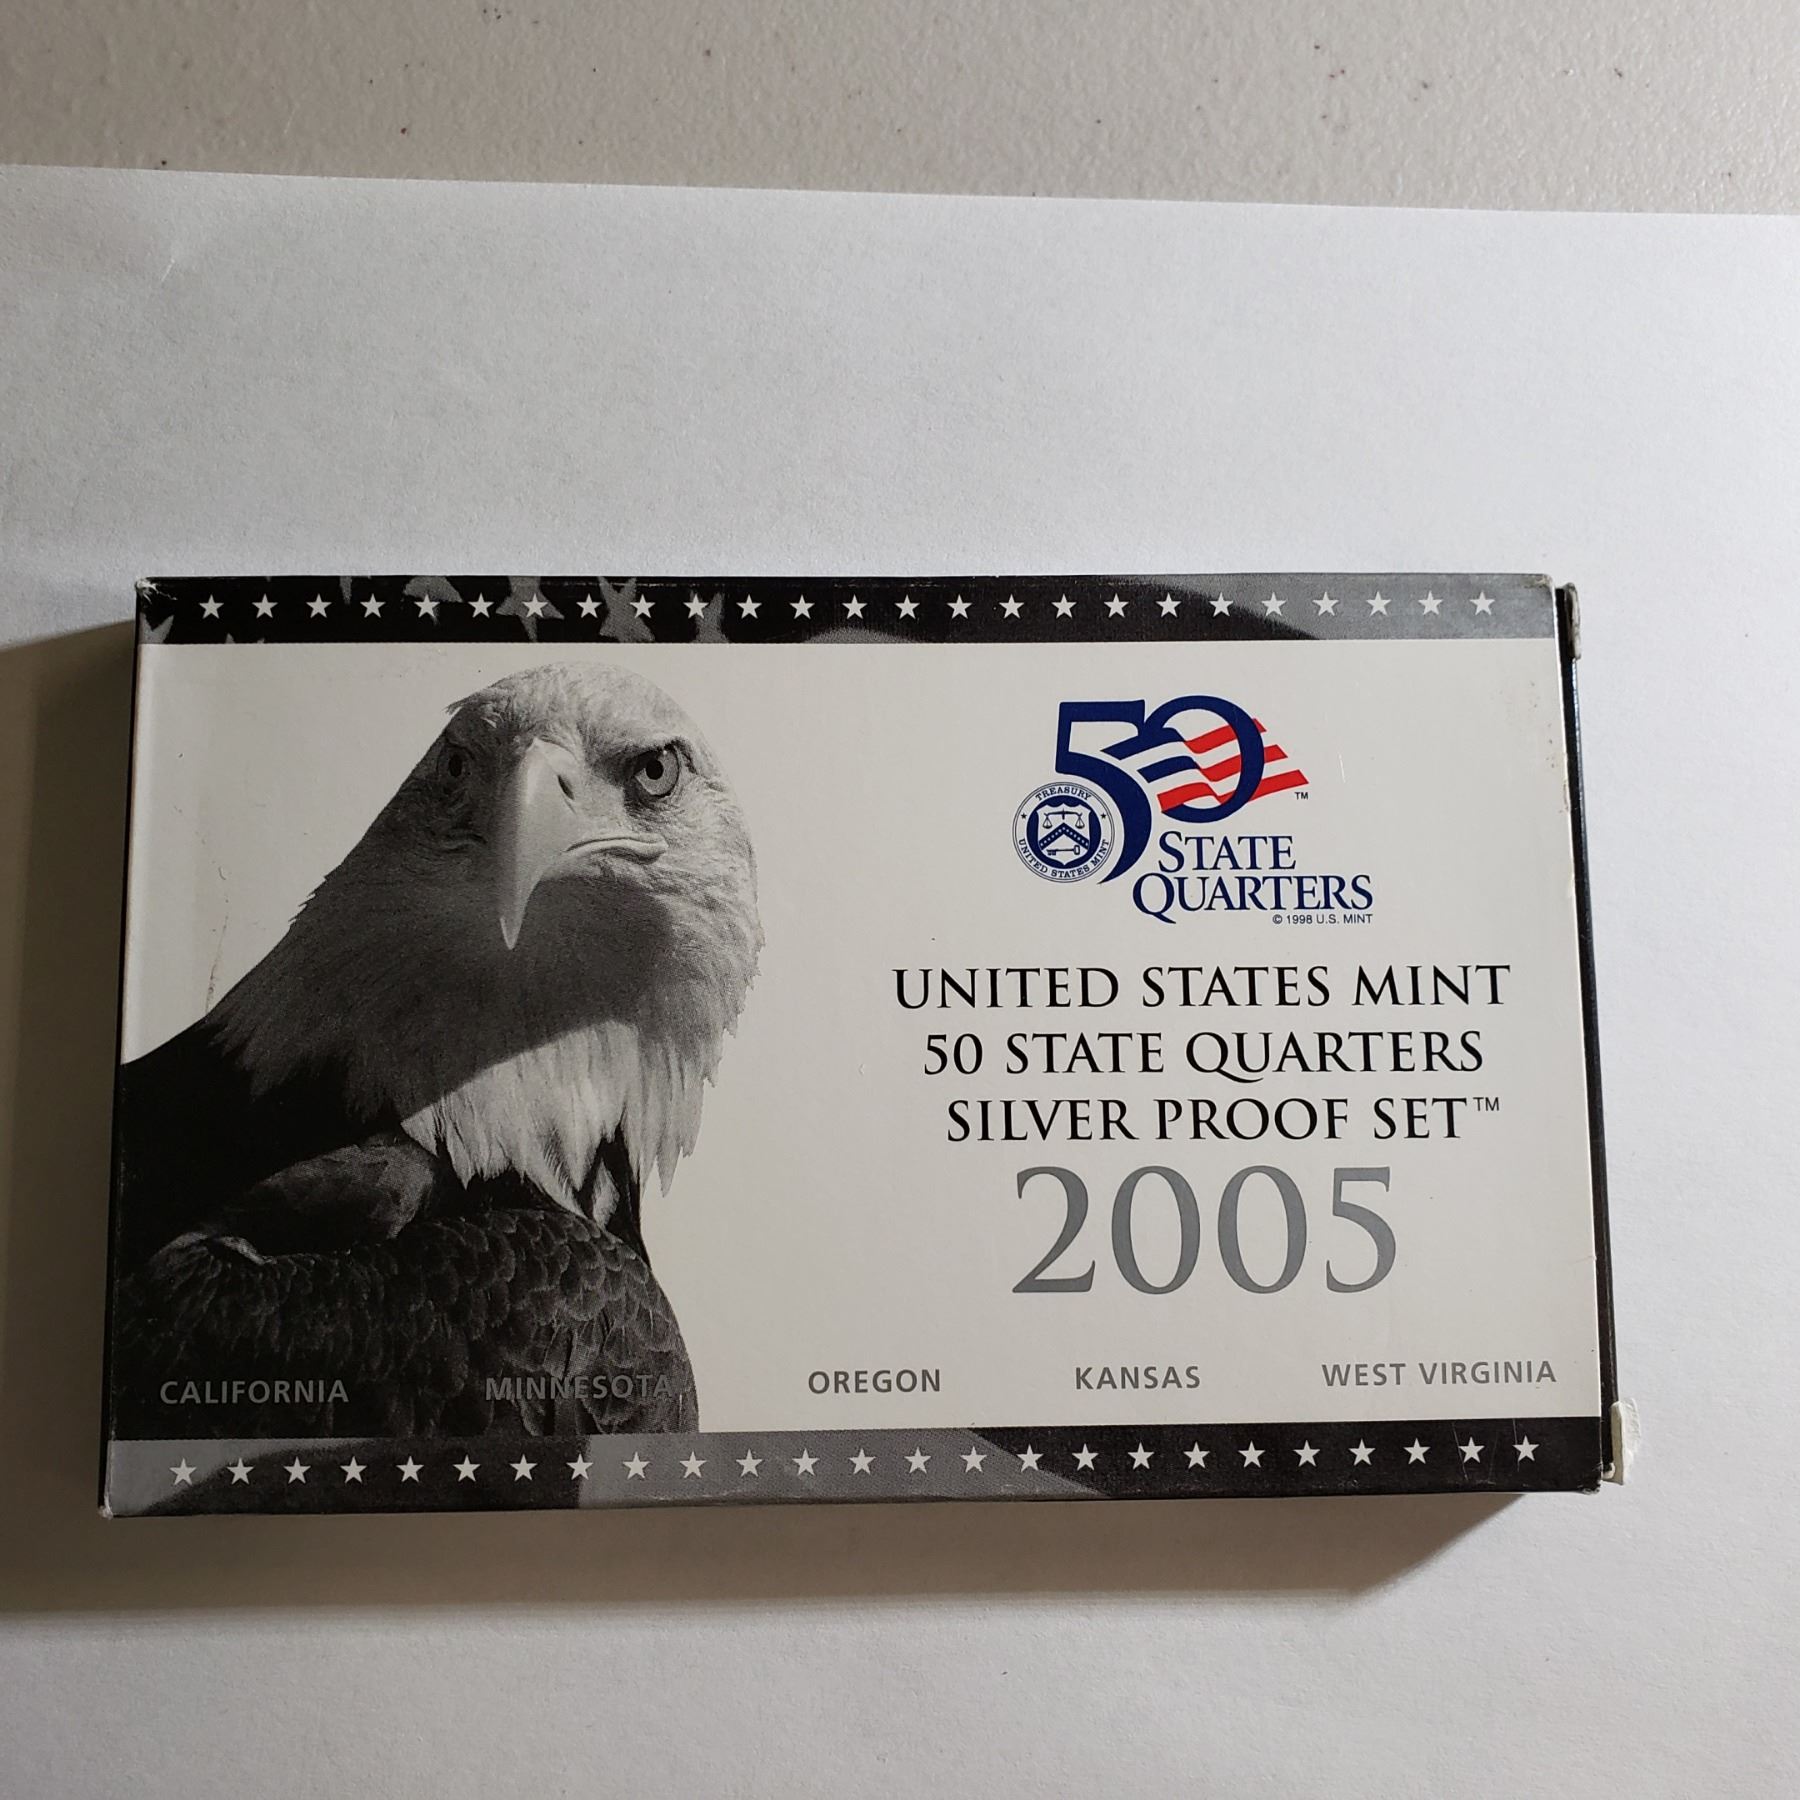 50
™
TREASURY
UNITED STATES MINT
STATE
QUARTERS
© 1998 U.S. MINT
UNITED STATES MINT
50 STATE QUARTERS
SILVER PROOF SET™
2005
CALIFORNIA MINNESOTA OREGON KANSAS WEST VIRGINIA